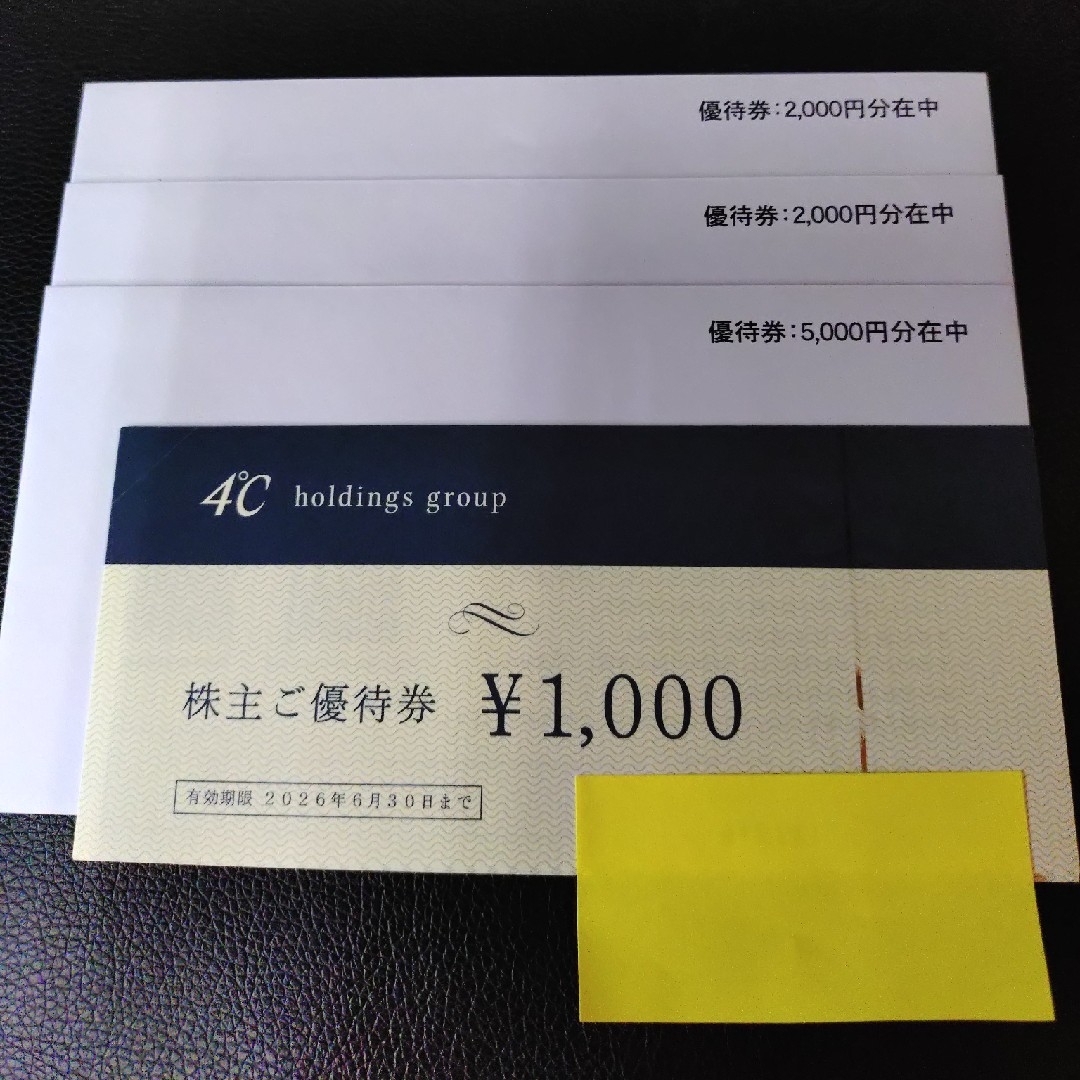 優待券:2,000円分在中
優待券:2,000円分在中
優待券:5,000円分在中
4℃ holdings group
株主ご優待券 ¥1,000
有効期限 2026年6月30日まで